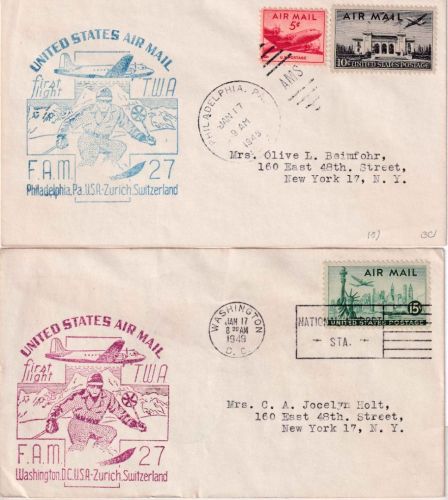 UNITED STATES AIR MAIL
first flight TWA
F.A.M. 27
Philadelphia, Pa. U.S.A-Zurich, Switzerland
AIR MAIL
5¢
U.S. POSTAGE
AIR MAIL
10¢ UNITED STATES POSTAGE
PHILADELPHIA, PA.
JAN 17
9 AM
1949
AMS
Mrs. Olive L. Beimfohr,
160 East 48th. Street,
New York 17, N. Y.
UNITED STATES AIR MAIL
first flight TWA
F.A.M. 27
Washington, D.C. U.S.A-Zurich, Switzerland
AIR MAIL
15¢
UNITED STATES POSTAGE
WASHINGTON
JAN 17
8 AM
1949
D. C.
STA.
Mrs. C. A. Jocelyn Holt,
160 East 48th. Street,
New York 17, N. Y.